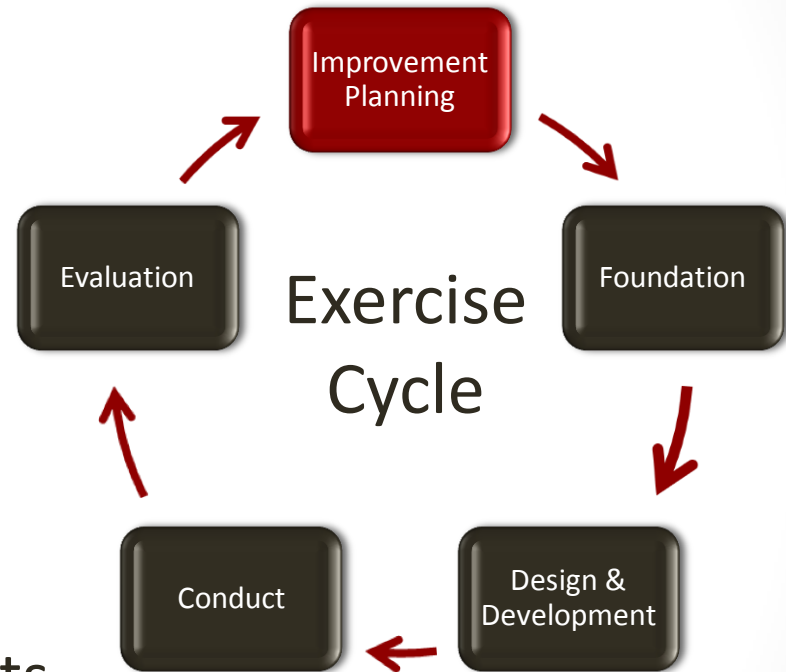 Improvement
Planning
Foundation
Evaluation
Exercise
Cycle
Design &
Development
Conduct